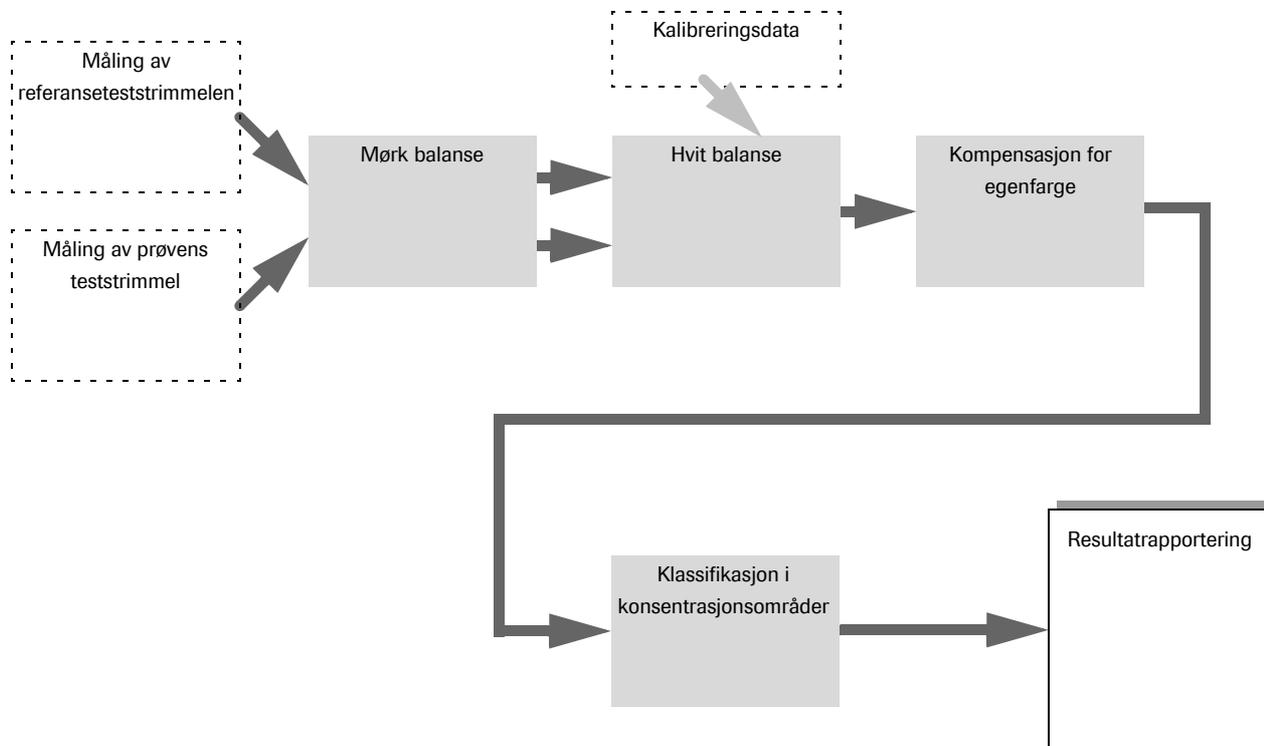 Måling av
referanseteststrimmelen
Kalibreringsdata
Mørk balanse
Hvit balanse
Kompensasjon for
egenfarge
Måling av prøvens
teststrimmel
Klassifikasjon i
konsentrasjonsområder
Resultatrapportering